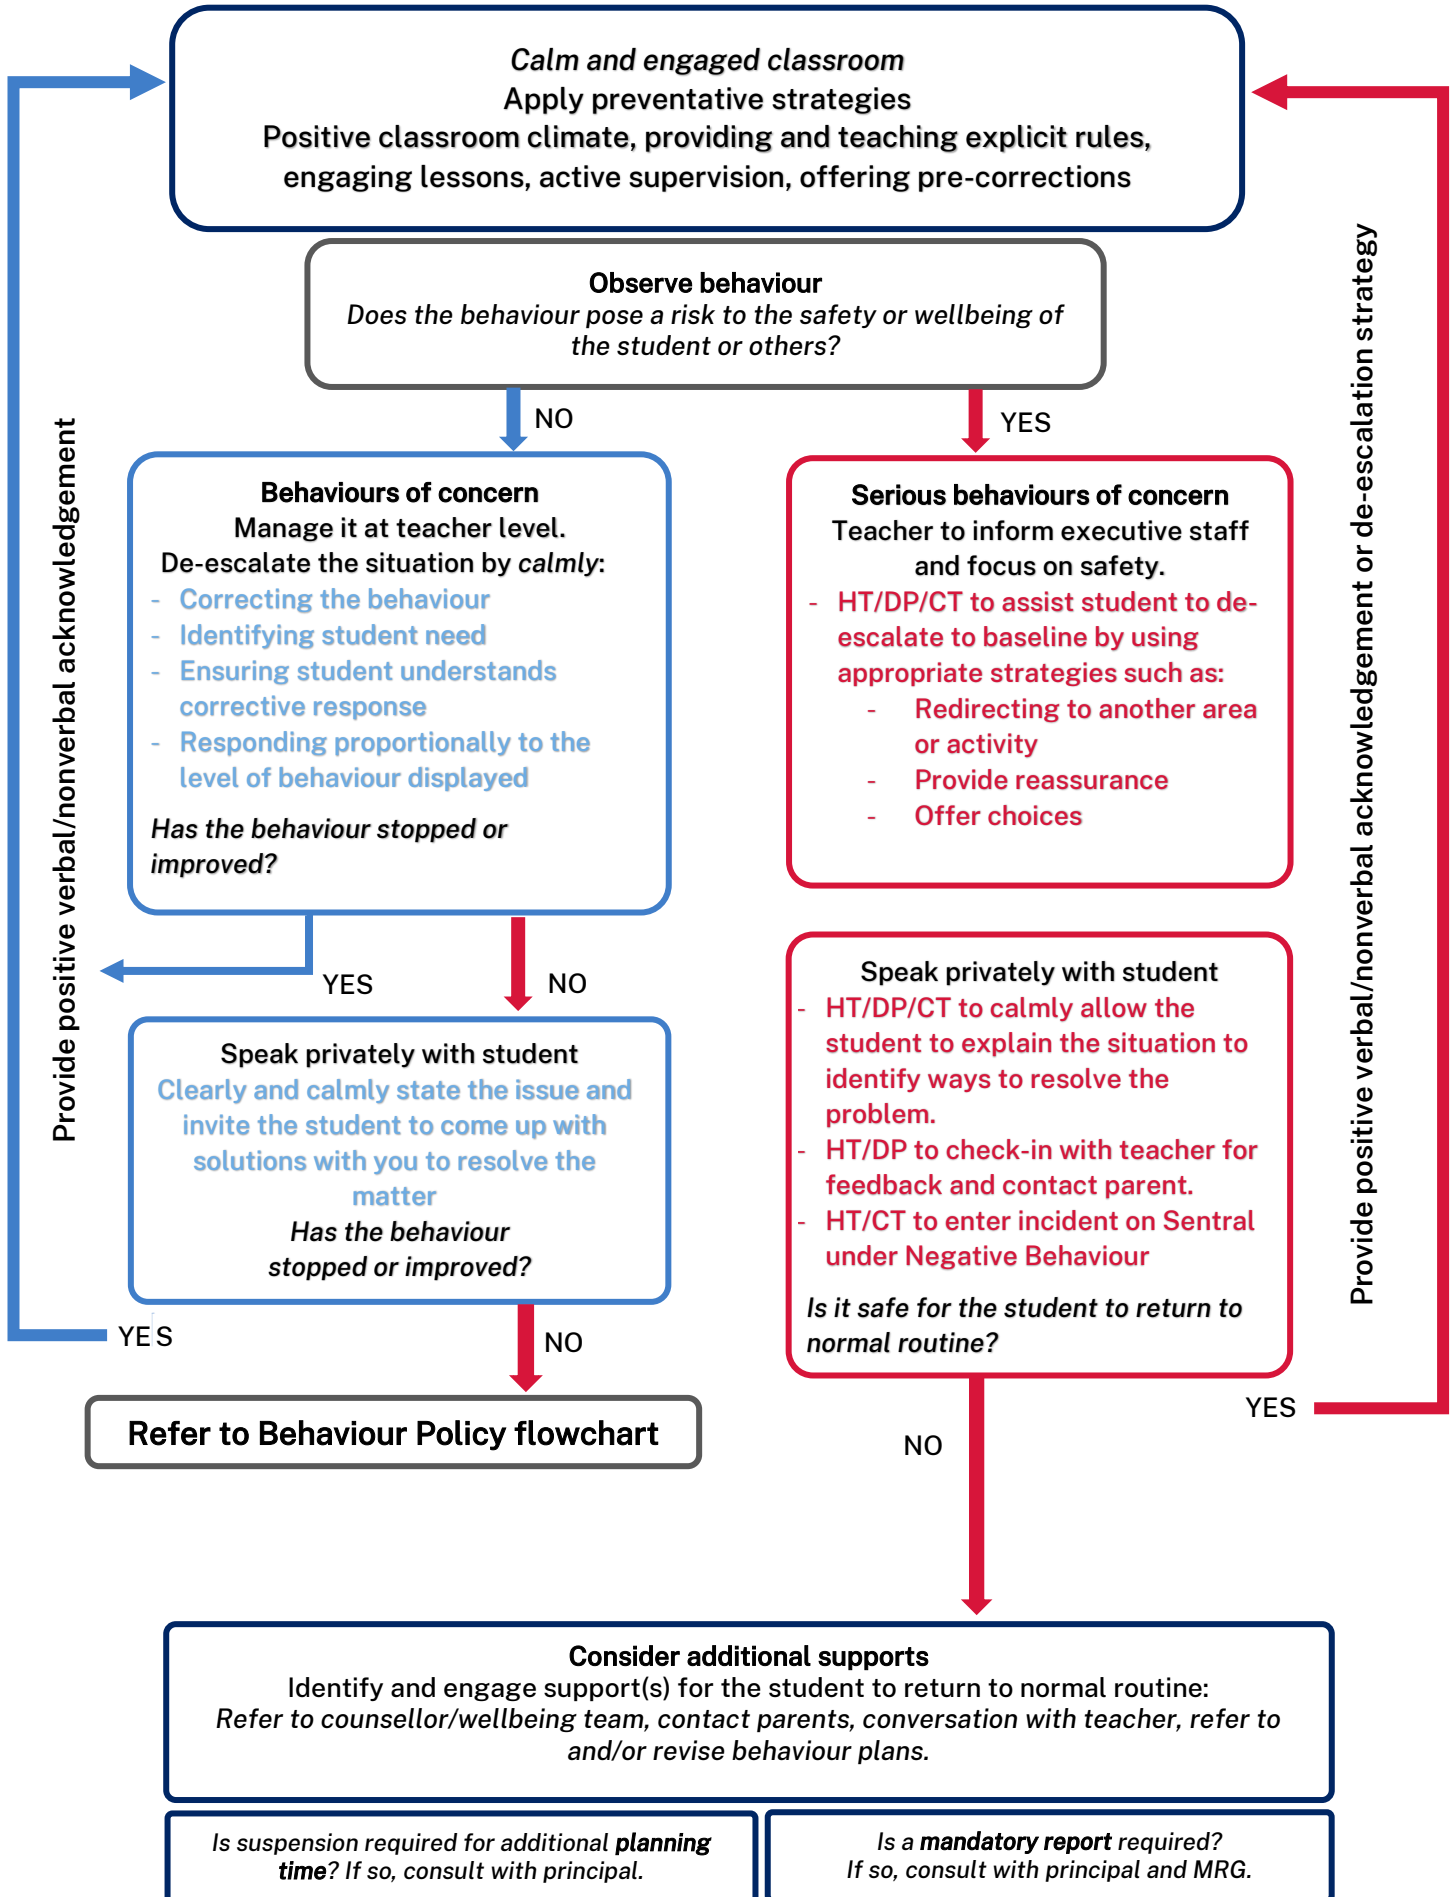 Calm and engaged classroom
Apply preventative strategies
Positive classroom climate, providing and teaching explicit rules,
engaging lessons, active supervision, offering pre-corrections
Observe behaviour
Does the behaviour pose a risk to the safety or wellbeing of
the student or others?
NO
YES
Behaviours of concern
Manage it at teacher level.
De-escalate the situation by calmly:
- Correcting the behaviour
- Identifying student need
- Ensuring student understands
corrective response
- Responding proportionally to the
level of behaviour displayed
Has the behaviour stopped or
improved?
YES
NO
Speak privately with student
Clearly and calmly state the issue and
invite the student to come up with
solutions with you to resolve the
matter
Has the behaviour
stopped or improved?
YES
NO
Refer to Behaviour Policy flowchart
Provide positive verbal/nonverbal acknowledgement
Serious behaviours of concern
Teacher to inform executive staff
and focus on safety.
- HT/DP/CT to assist student to de-
escalate to baseline by using
appropriate strategies such as:
- Redirecting to another area
or activity
- Provide reassurance
- Offer choices
Speak privately with student
- HT/DP/CT to calmly allow the
student to explain the situation to
identify ways to resolve the
problem.
- HT/DP to check-in with teacher for
feedback and contact parent.
- HT/CT to enter incident on Sentral
under Negative Behaviour
Is it safe for the student to return to
normal routine?
YES
NO
Provide positive verbal/nonverbal acknowledgement or de-escalation strategy
Consider additional supports
Identify and engage support(s) for the student to return to normal routine:
Refer to counsellor/wellbeing team, contact parents, conversation with teacher, refer to
and/or revise behaviour plans.
Is suspension required for additional planning
time? If so, consult with principal.
Is a mandatory report required?
If so, consult with principal and MRG.